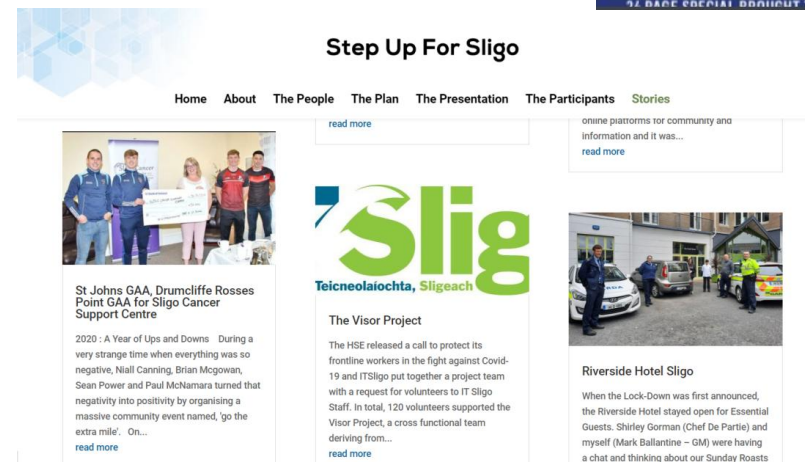 24 PAGE SPECIAL BROUGHT
Step Up For Sligo
Home About The People The Plan The Presentation The Participants Stories
St Johns GAA, Drumcliffe Rosses
Point GAA for Sligo Cancer
Support Centre
2020 : A Year of Ups and Downs During a
very strange time when everything was so
negative, Niall Canning, Brian Mcgowan,
Sean Power and Paul McNamara turned that
negativity into positivity by organising a
massive community event named, 'go the
extra mile'. On...
read more
read more
Slig
Teicneolaíochta, Sligeach
The Visor Project
The HSE released a call to protect its
frontline workers in the fight against Covid-
19 and ITSligo put together a project team
with a request for volunteers to IT Sligo
Staff. In total, 120 volunteers supported the
Visor Project, a cross functional team
deriving from...
read more
online platforms for community and
information and it was...
read more
Riverside Hotel Sligo
When the Lock-Down was first announced,
the Riverside Hotel stayed open for Essential
Guests. Shirley Gorman (Chef De Partie) and
myself (Mark Ballantine – GM) were having
a chat and thinking about our Sunday Roasts